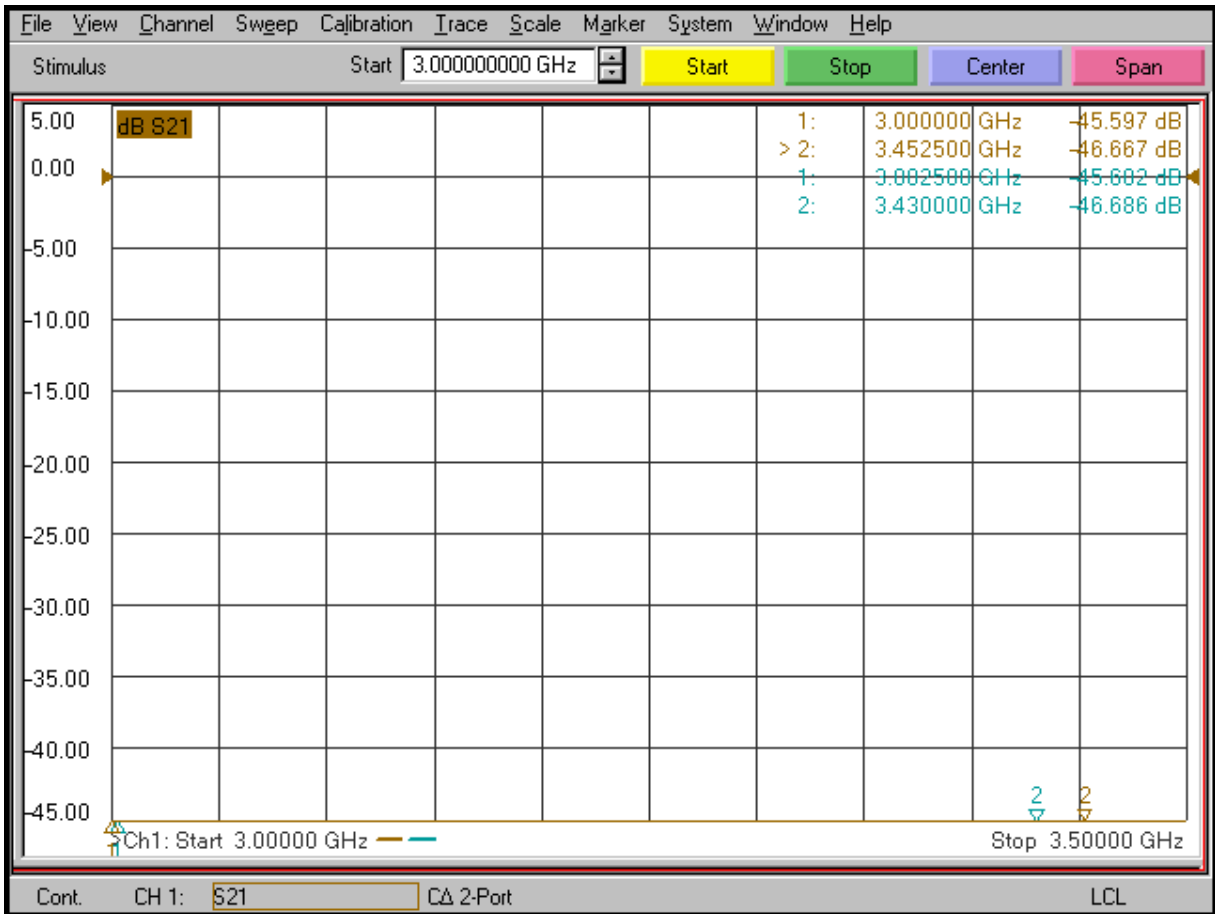 File View Channel Sweep Calibration Trace Scale Marker System Window Help
Stimulus Start 3.000000000 GHz Start Stop Center Span
5.00 dB S21 1: 3.000000 GHz -45.597 dB
> 2: 3.452500 GHz -46.667 dB
0.00 1: 3.002500 GHz -45.602 dB
2: 3.430000 GHz -46.686 dB
-5.00
-10.00
-15.00
-20.00
-25.00
-30.00
-35.00
-40.00
2 2
-45.00
>Ch1: Start 3.00000 GHz Stop 3.50000 GHz
Cont. CH 1: S21 CΔ 2-Port LCL